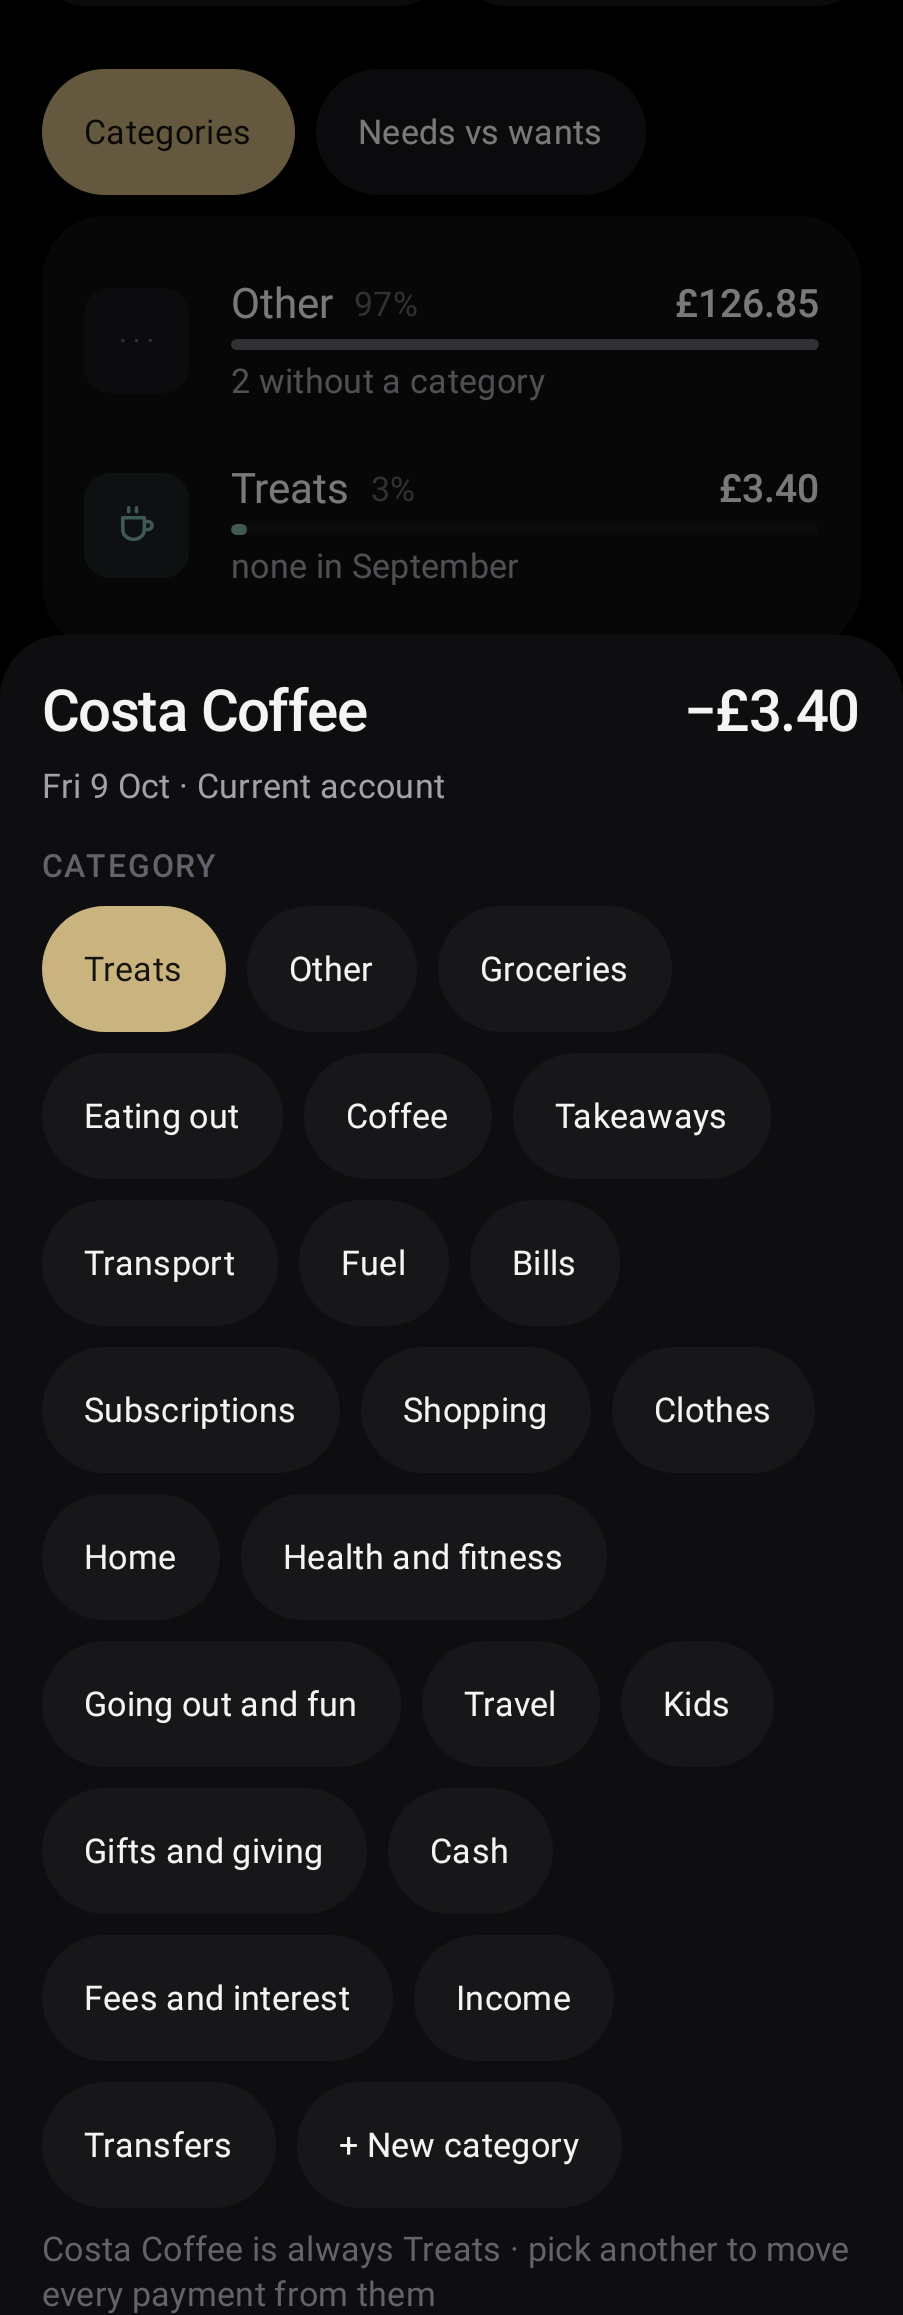 Categories
Needs vs wants
Other 97% £126.85
2 without a category
Treats 3% £3.40
none in September
Costa Coffee −£3.40
Fri 9 Oct · Current account
CATEGORY
Treats
Other
Groceries
Eating out
Coffee
Takeaways
Transport
Fuel
Bills
Subscriptions
Shopping
Clothes
Home
Health and fitness
Going out and fun
Travel
Kids
Gifts and giving
Cash
Fees and interest
Income
Transfers
+ New category
Costa Coffee is always Treats · pick another to move
every payment from them